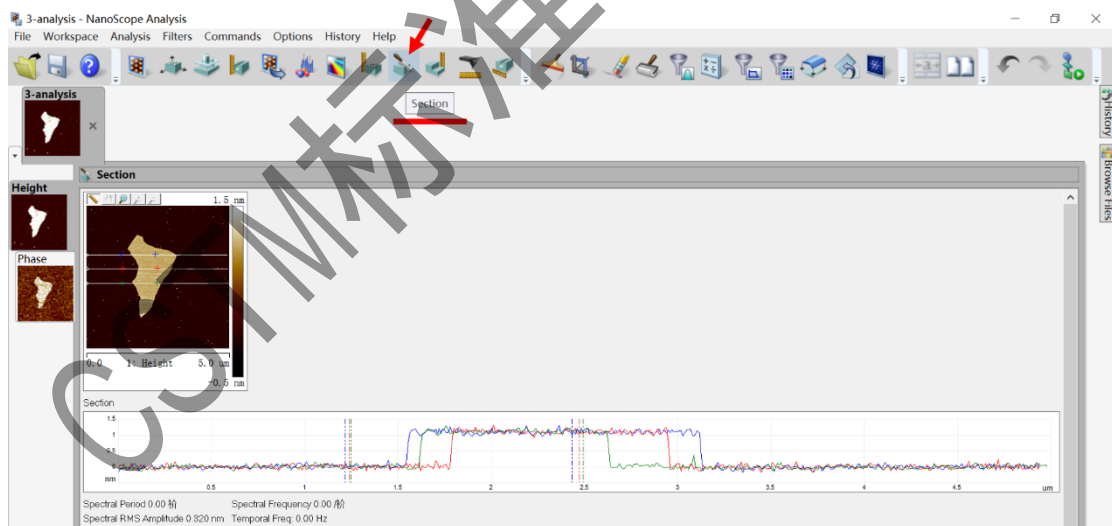 3-analysis - NanoScope Analysis
File Workspace Analysis Filters Commands Options History Help
Section
3-analysis
History
Browse Files
Section
Height
1.5 nm
Phase
0.0 1: Height 5.0 um
-0.5 nm
Section
1.5
1
0.5
0
nm
0.5 1 1.5 2 2.5 3 3.5 4 4.5 um
Spectral Period 0.00 祄 Spectral Frequency 0.00 /祄
Spectral RMS Amplitude 0.320 nm Temporal Freq: 0.00 Hz
CSTM标准